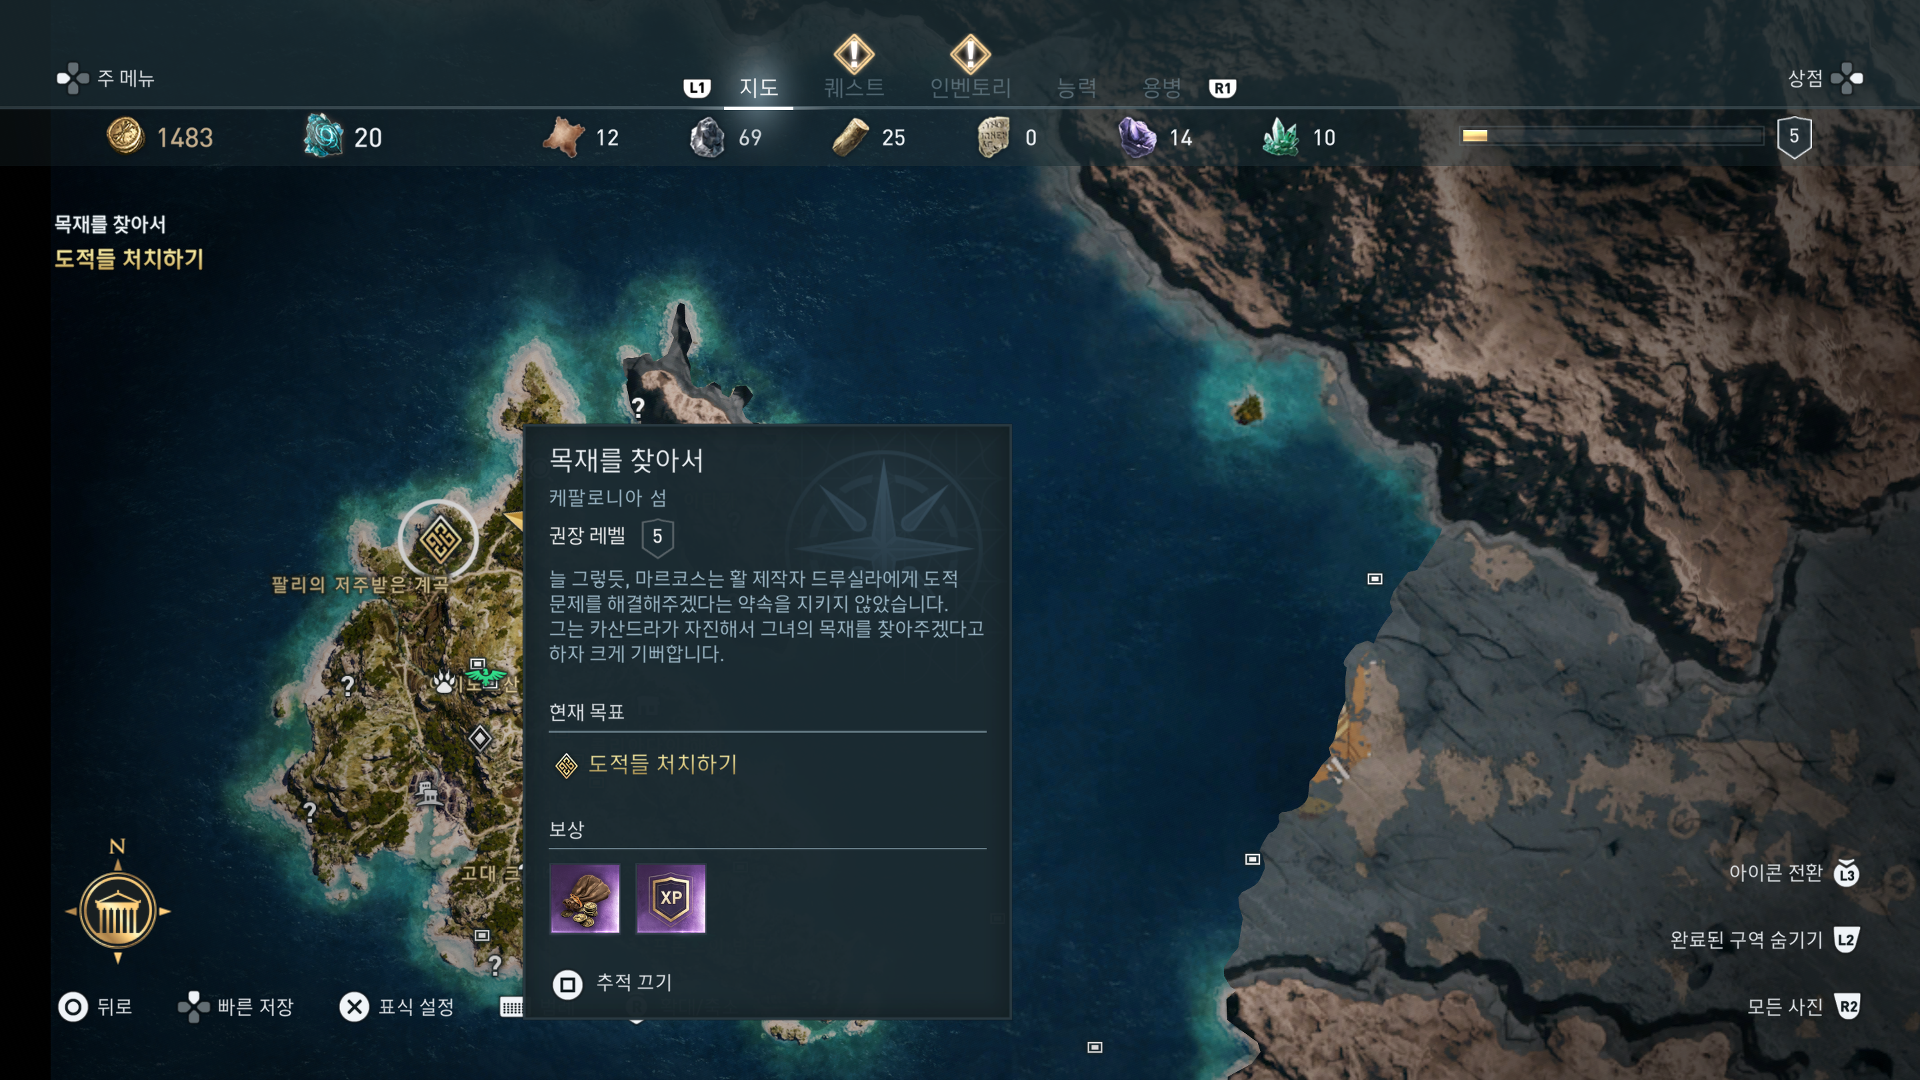 주 메뉴
L1 지도 퀘스트 인벤토리 능력 용병 R1
상점
1483 20 12 69 25 0 14 10 5
목재를 찾아서
도적들 처치하기
목재를 찾아서
케팔로니아 섬
권장 레벨 5
늘 그렇듯, 마르코스는 활 제작자 드루실라에게 도적
문제를 해결해주겠다는 약속을 지키지 않았습니다.
그는 카산드라가 자진해서 그녀의 목재를 찾아주겠다고
하자 크게 기뻐합니다.
현재 목표
도적들 처치하기
보상
XP
추적 끄기
팔리의 저주받은 계곡
고대
N
아이콘 전환 L3
완료된 구역 숨기기 L2
모든 사진 R2
뒤로
빠른 저장
표식 설정